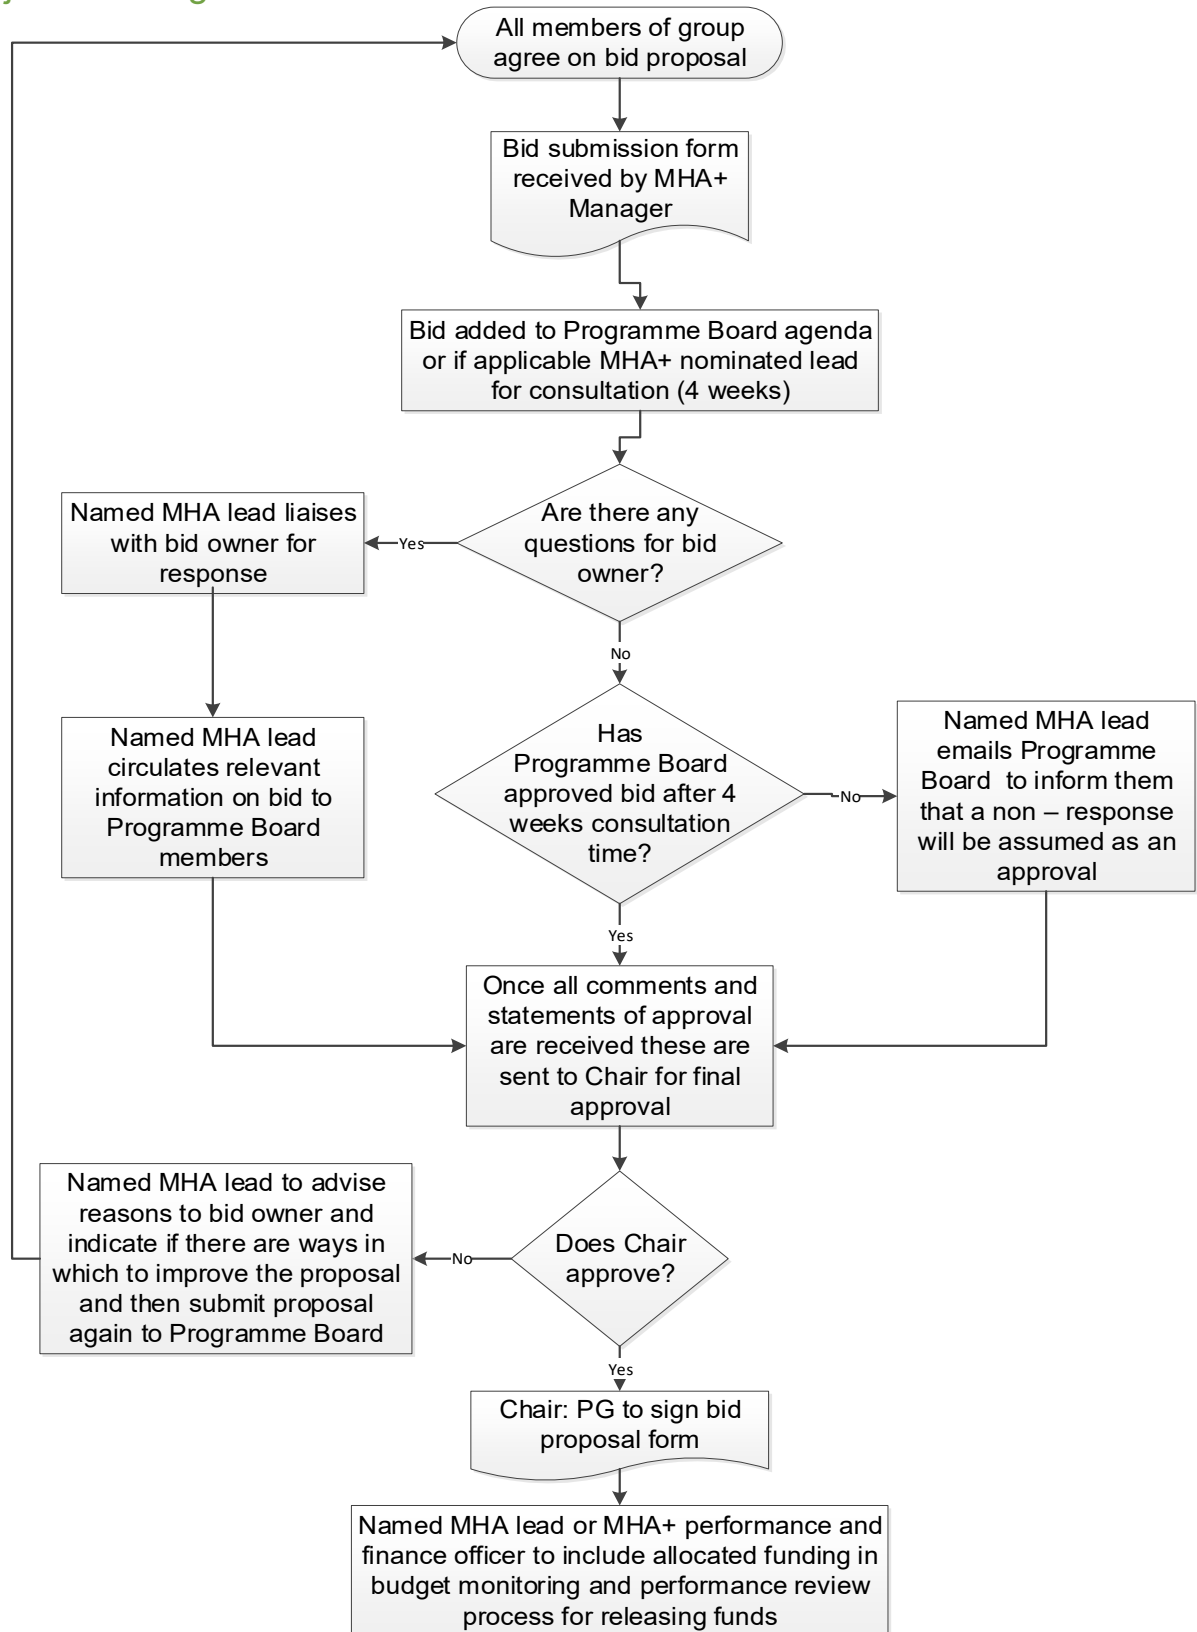 All members of group
agree on bid proposal
Bid submission form
received by MHA+
Manager
Bid added to Programme Board agenda
or if applicable MHA+ nominated lead
for consultation (4 weeks)
Are there any
questions for bid
owner?
Yes
Named MHA lead liaises
with bid owner for
response
No
Named MHA lead
circulates relevant
information on bid to
Programme Board
members
Has
Programme Board
approved bid after 4
weeks consultation
time?
No
Named MHA lead
emails Programme
Board to inform them
that a non – response
will be assumed as an
approval
Yes
Once all comments and
statements of approval
are received these are
sent to Chair for final
approval
Does Chair
approve?
No
Named MHA lead to advise
reasons to bid owner and
indicate if there are ways in
which to improve the proposal
and then submit proposal
again to Programme Board
Yes
Chair: PG to sign bid
proposal form
Named MHA lead or MHA+ performance and
finance officer to include allocated funding in
budget monitoring and performance review
process for releasing funds